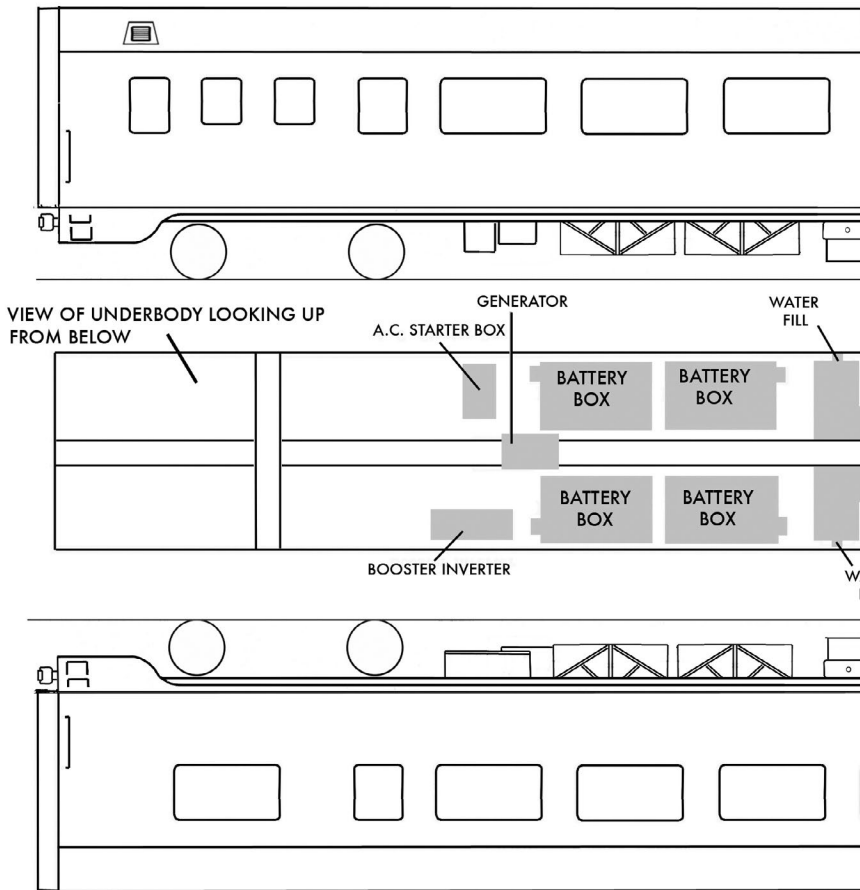 GENERATOR
WATER
FILL
VIEW OF UNDERBODY LOOKING UP
FROM BELOW
A.C. STARTER BOX
BATTERY
BOX
BATTERY
BOX
BATTERY
BOX
BATTERY
BOX
BOOSTER INVERTER